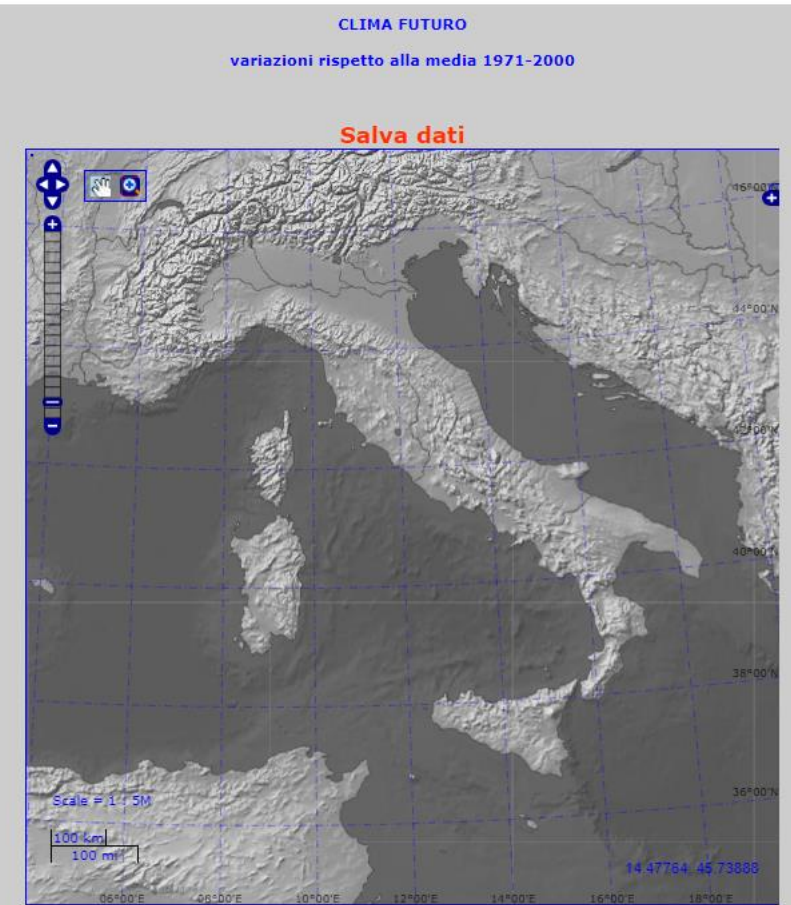 CLIMA FUTURO
variazioni rispetto alla media 1971-2000
Salva dati
46°00'N
44°00'N
42°00'N
40°00'N
38°00'N
36°00'N
Scale = 1 : 5M
100 km
100 mi
14.47764, 45.73888
06°00'E 08°00'E 10°00'E 12°00'E 14°00'E 16°00'E 18°00'E